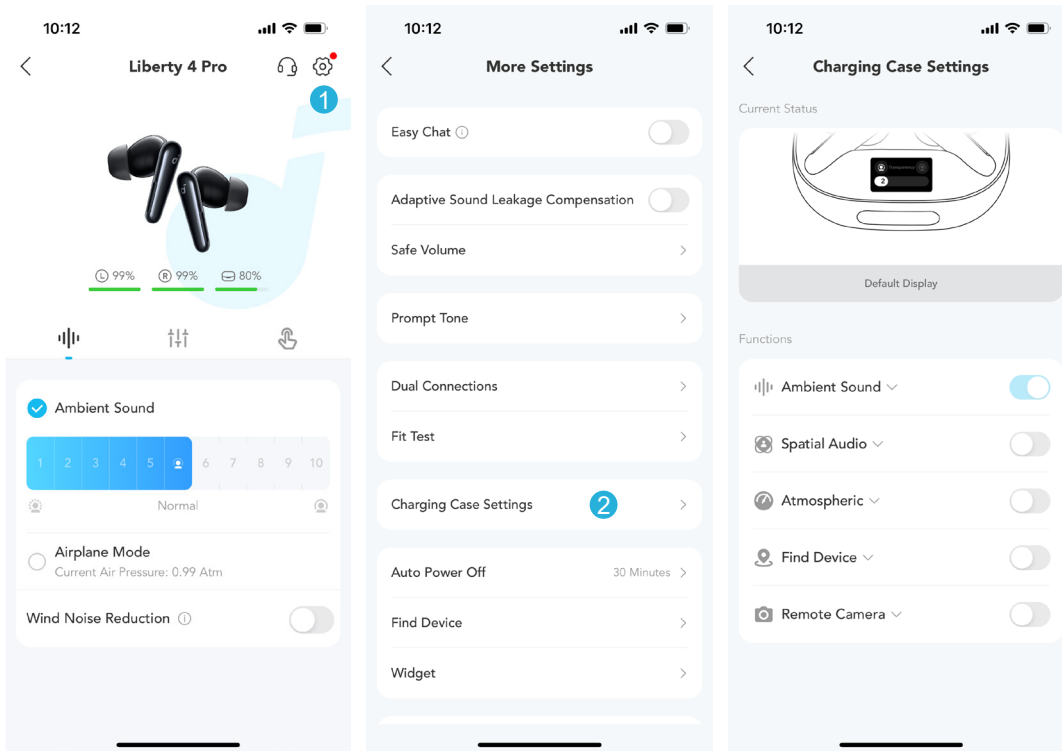 10:12
Liberty 4 Pro
1
L 99% R 99% 80%
Ambient Sound
1 2 3 4 5 6 7 8 9 10
Normal
Airplane Mode
Current Air Pressure: 0.99 Atm
Wind Noise Reduction
10:12
More Settings
Easy Chat
Adaptive Sound Leakage Compensation
Safe Volume
Prompt Tone
Dual Connections
Fit Test
Charging Case Settings 2
Auto Power Off 30 Minutes
Find Device
Widget
10:12
Charging Case Settings
Current Status
Transparency
2
Default Display
Functions
Ambient Sound
Spatial Audio
Atmospheric
Find Device
Remote Camera